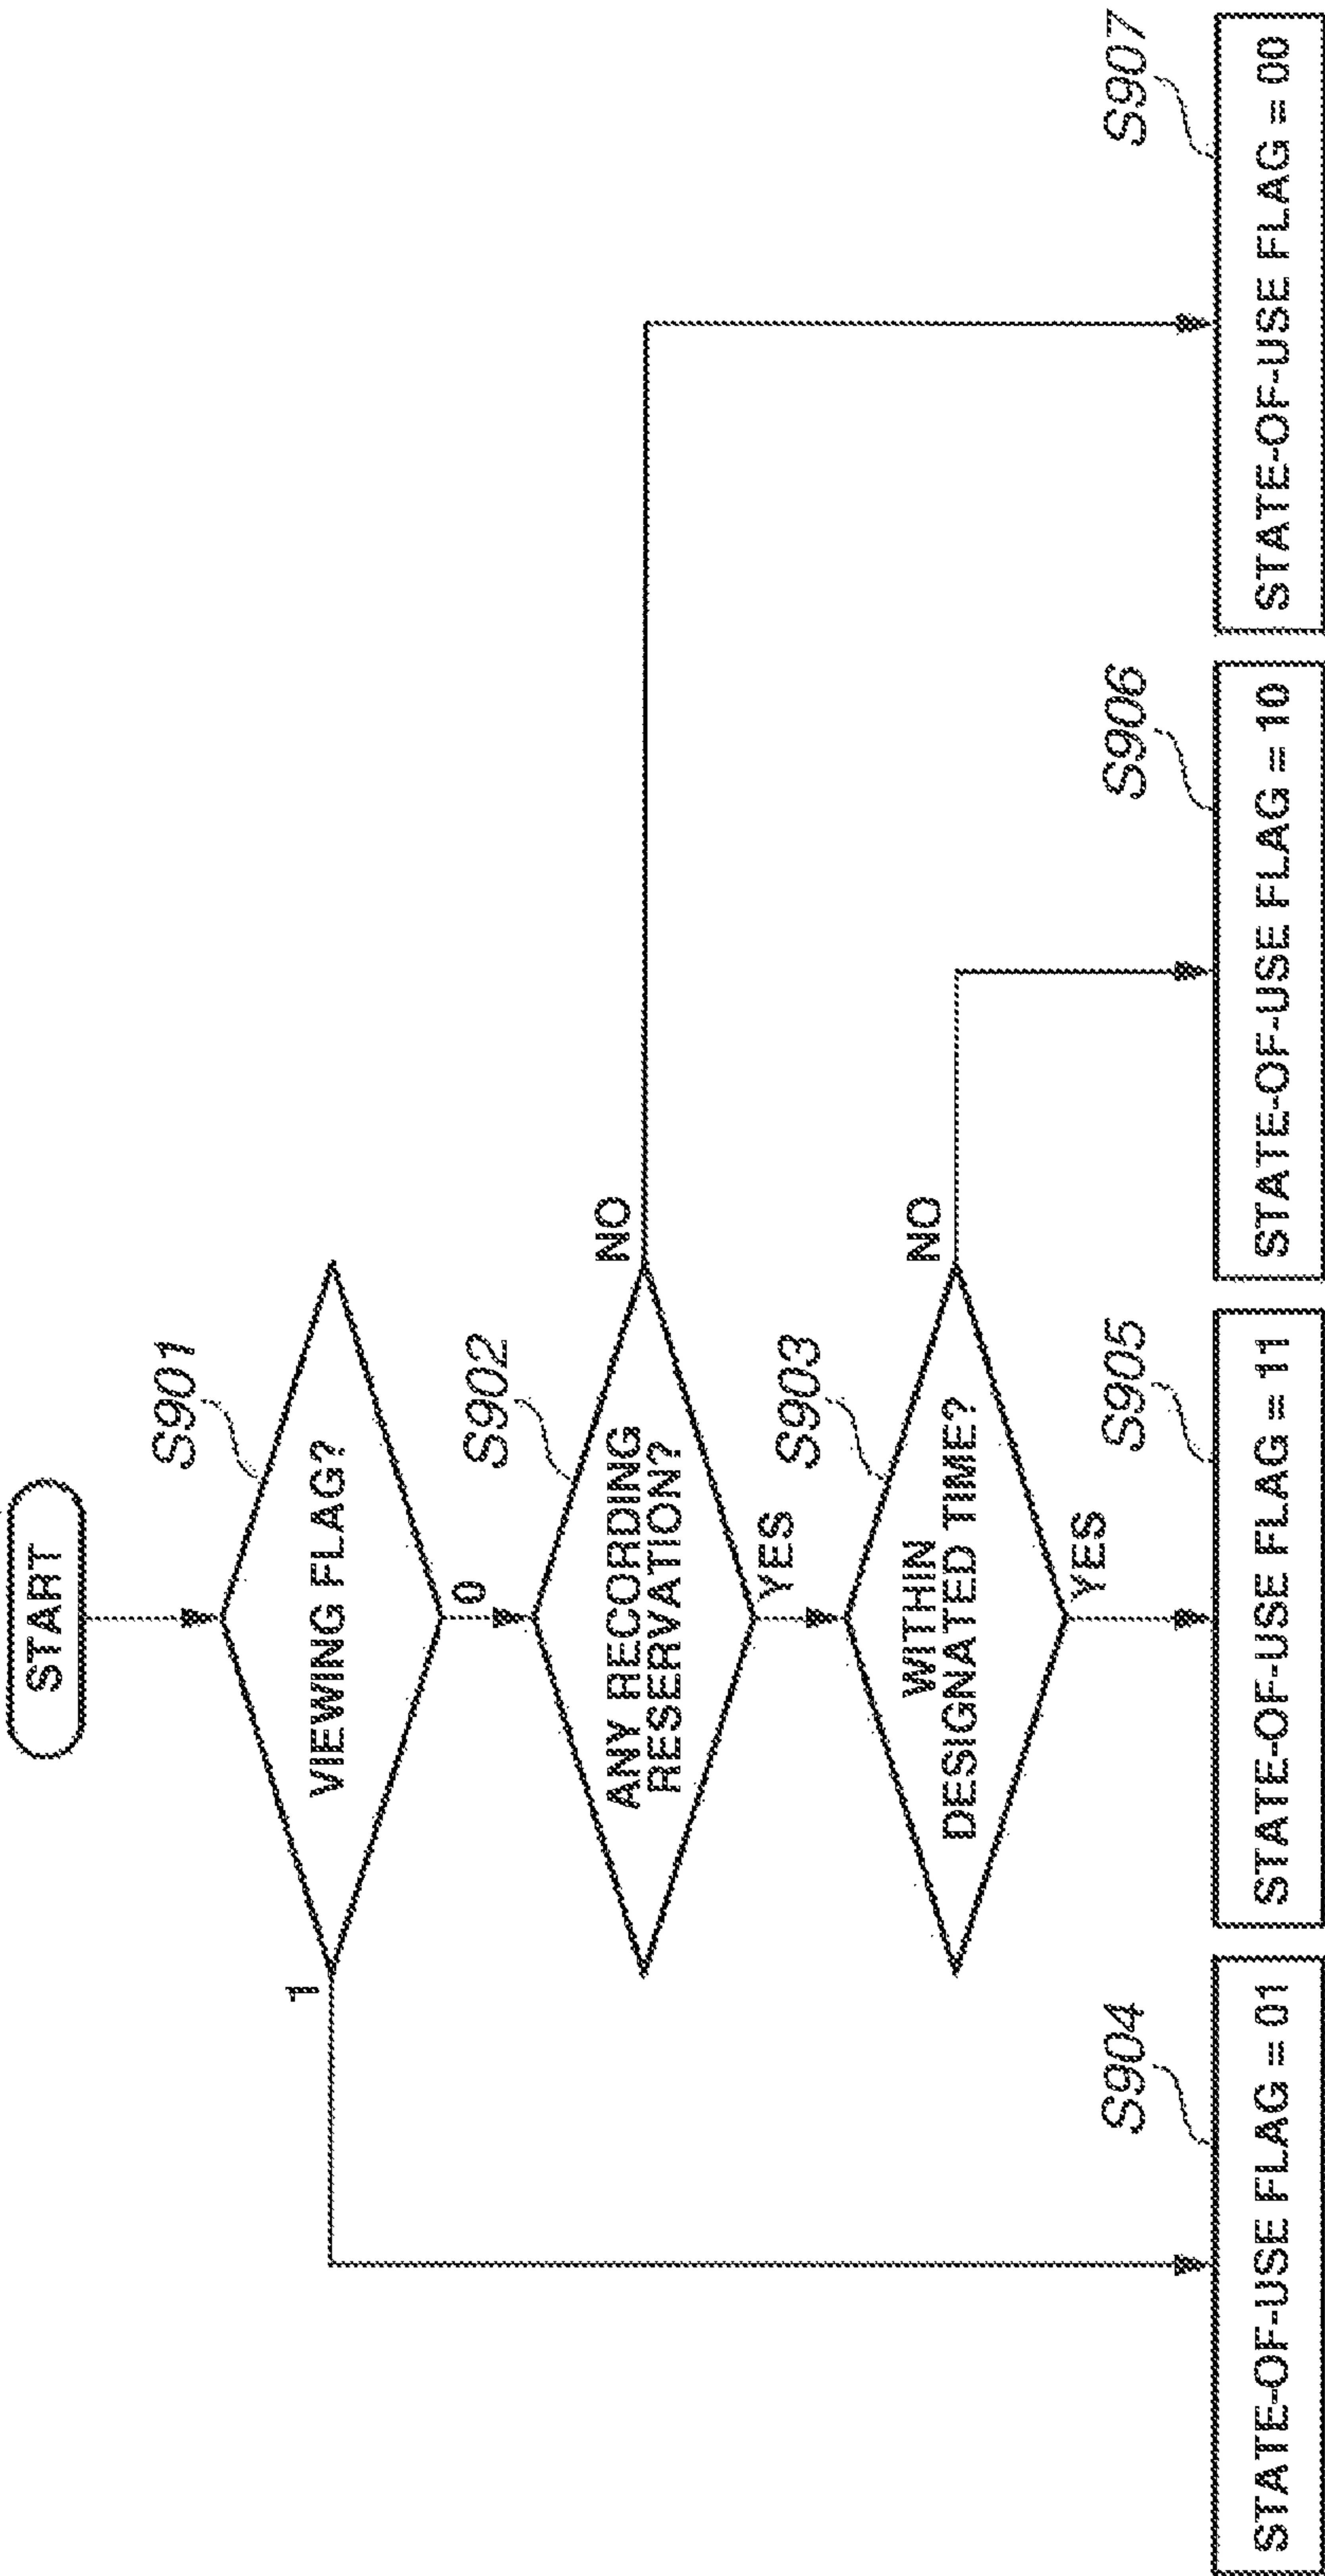 START
S901
VIEWING FLAG?
1
0
S902
ANY RECORDING
RESERVATION?
NO
YES
S903
WITHIN
DESIGNATED TIME?
NO
YES
S904
STATE-OF-USE FLAG = 01
S905
STATE-OF-USE FLAG = 11
S906
STATE-OF-USE FLAG = 10
S907
STATE-OF-USE FLAG = 00